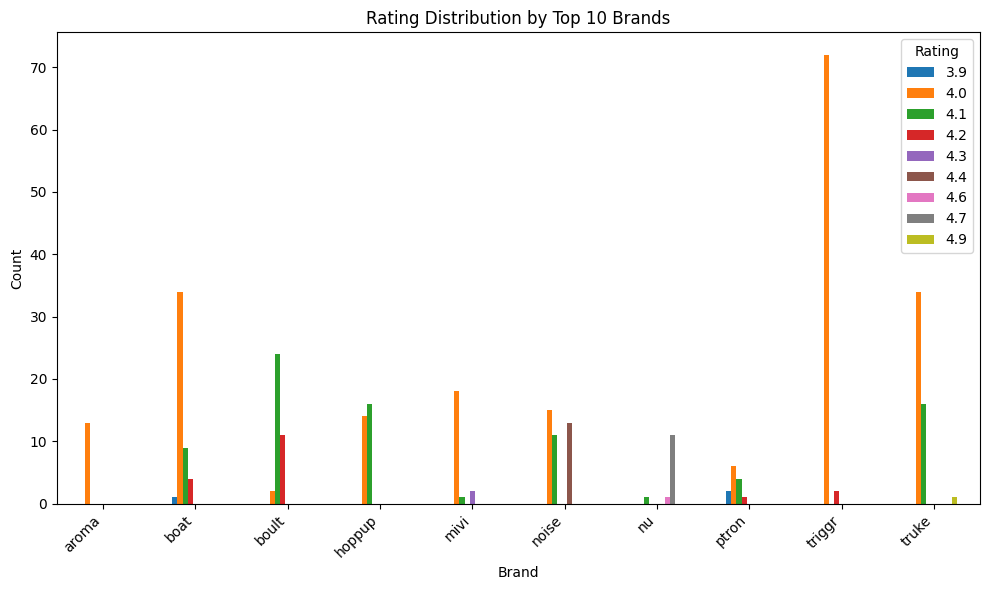 Rating Distribution by Top 10 Brands
Rating
3.9
4.0
4.1
4.2
4.3
4.4
4.6
4.7
4.9
Count
70
60
50
40
30
20
10
0
aroma
boat
boult
hoppup
mivi
noise
nu
ptron
triggr
truke
Brand